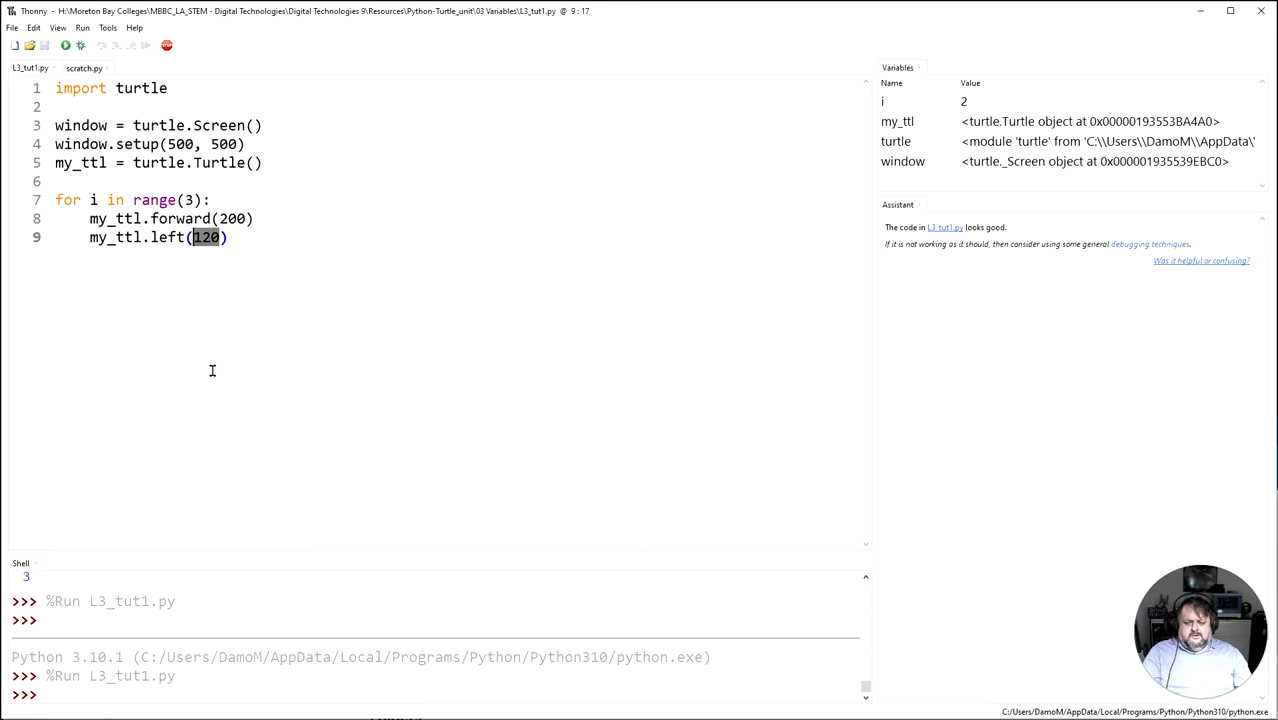 Thonny - H:\Moreton Bay Colleges\MBBC_LA_STEM - Digital Technologies\Digital Technologies 9\Resources\Python-Turtle_unit\03 Variables\L3_tut1.py @ 9 : 17
File Edit View Run Tools Help
STOP
L3_tut1.py
scratch.py
1 import turtle
2
3 window = turtle.Screen()
4 window.setup(500, 500)
5 my_ttl = turtle.Turtle()
6
7 for i in range(3):
8     my_ttl.forward(200)
9     my_ttl.left(120)
Variables
Name Value
i 2
my_ttl <turtle.Turtle object at 0x00000193553BA4A0>
turtle <module 'turtle' from 'C:\\Users\\DamoM\\AppData\\
window <turtle._Screen object at 0x000001935539EBC0>
Assistant
The code in L3_tut1.py looks good.
If it is not working as it should, then consider using some general debugging techniques.
Was it helpful or confusing?
Shell
3
>>> %Run L3_tut1.py
>>>
Python 3.10.1 (C:/Users/DamoM/AppData/Local/Programs/Python/Python310/python.exe)
>>> %Run L3_tut1.py
>>>
C:/Users/DamoM/AppData/Local/Programs/Python/Python310/python.exe